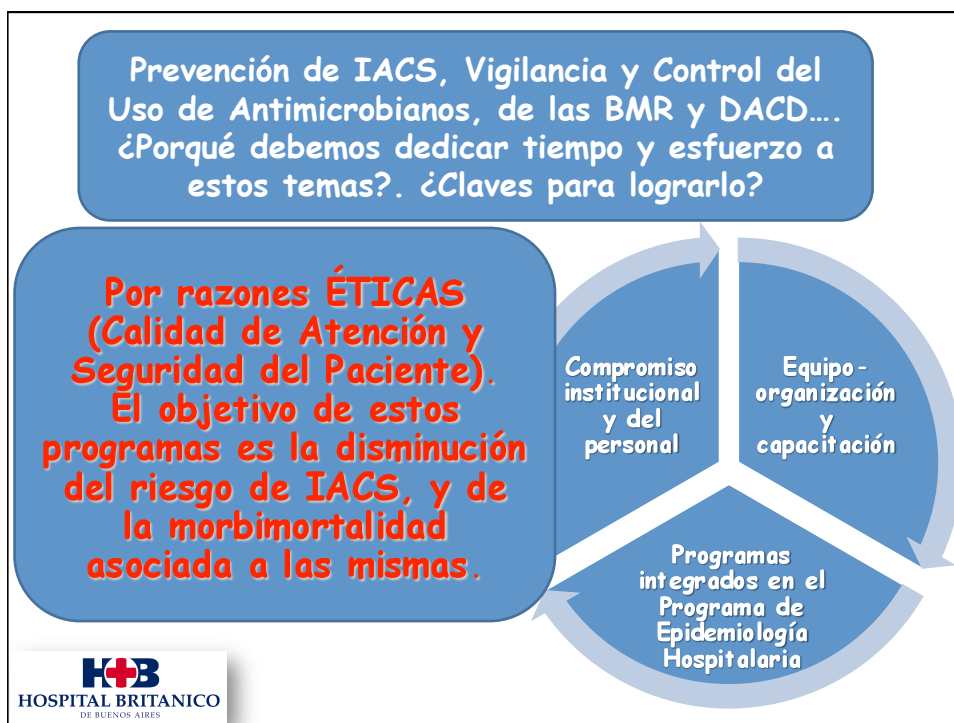 Prevención de IACS, Vigilancia y Control del
Uso de Antimicrobianos, de las BMR y DACD….
¿Porqué debemos dedicar tiempo y esfuerzo a
estos temas?. ¿Claves para lograrlo?
Por razones ÉTICAS
(Calidad de Atención y
Seguridad del Paciente).
El objetivo de estos
programas es la disminución
del riesgo de IACS, y de
la morbimortalidad
asociada a las mismas.
Compromiso
institucional
y del
personal
Equipo-
organización
y
capacitación
Programas
integrados en el
Programa de
Epidemiología
Hospitalaria
H B
HOSPITAL BRITANICO
DE BUENOS AIRES